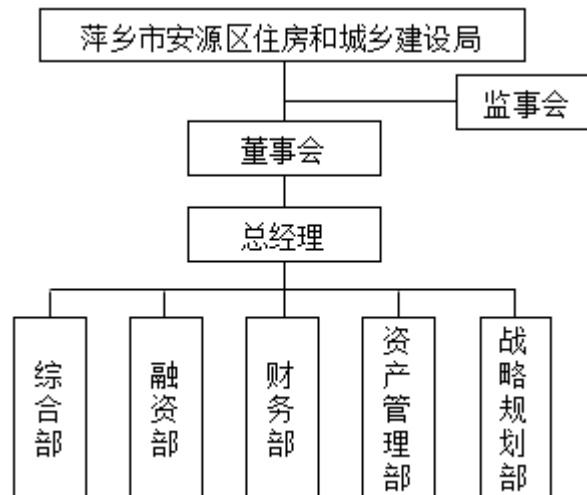 萍乡市安源区住房和城乡建设局
监事会
董事会
总经理
综合部
融资部
财务部
资产管理部
战略规划部